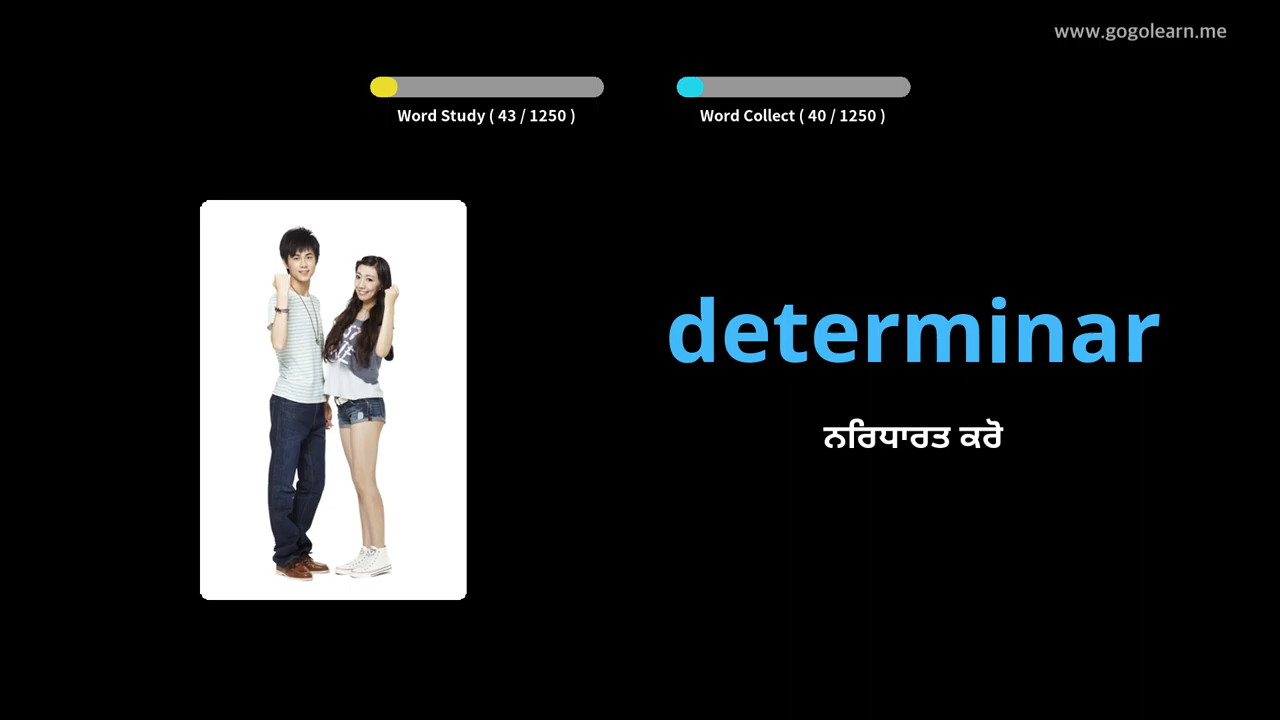 www.gogolearn.me
Word Study ( 43 / 1250 )
Word Collect ( 40 / 1250 )
determinar
ਨਿਰਧਾਰਤ ਕਰੋ